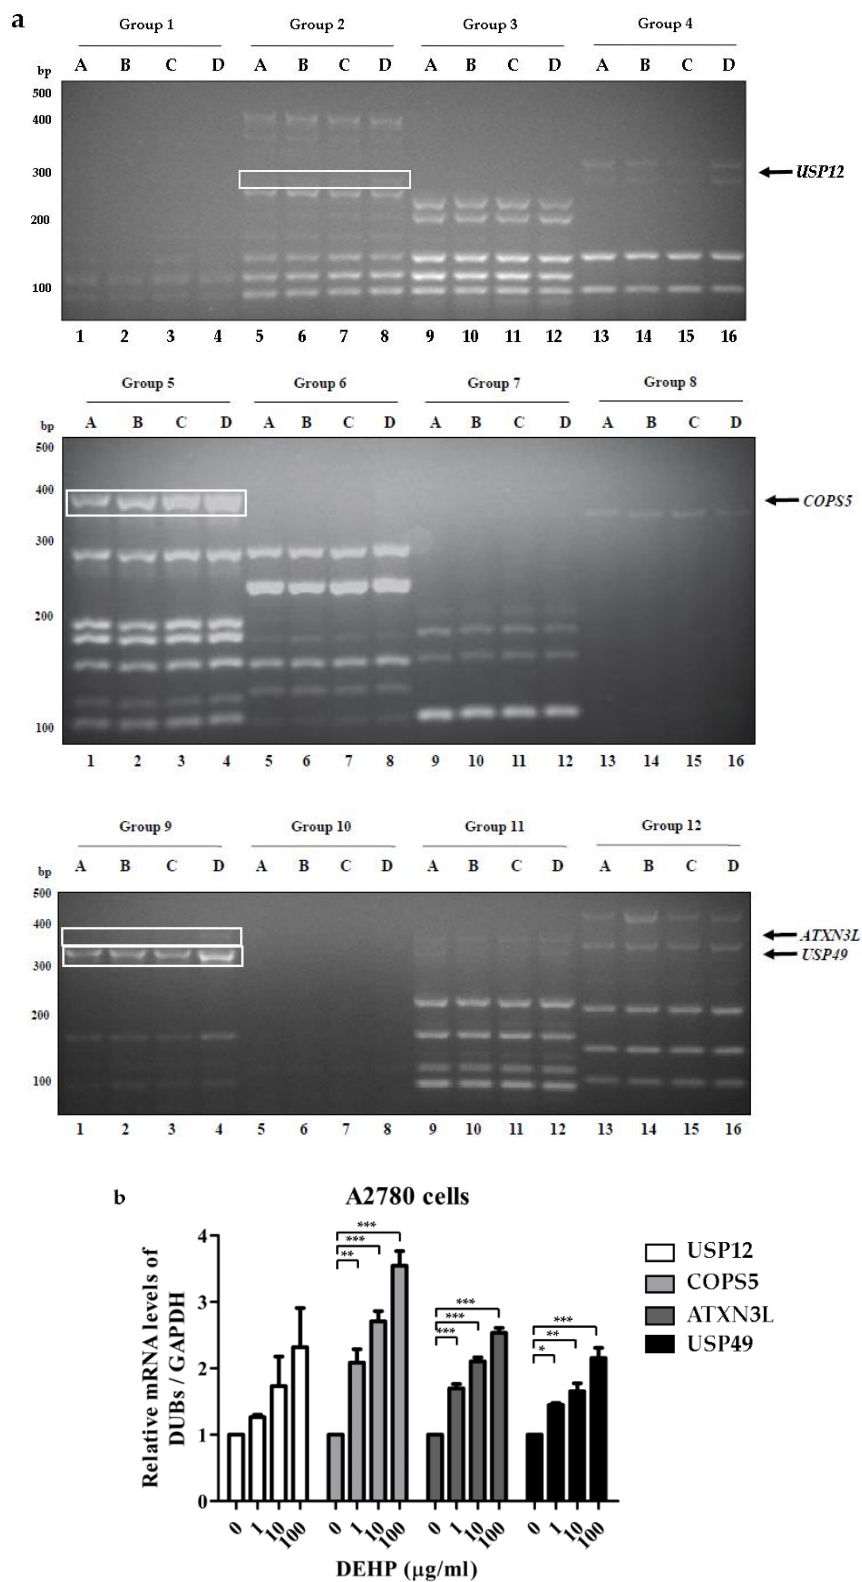 a
Group 1 Group 2 Group 3 Group 4
bp A B C D A B C D A B C D A B C D
500
400
300
USP12
200
100
1 2 3 4 5 6 7 8 9 10 11 12 13 14 15 16
Group 5 Group 6 Group 7 Group 8
bp A B C D A B C D A B C D A B C D
500
400
COPS5
300
200
100
1 2 3 4 5 6 7 8 9 10 11 12 13 14 15 16
Group 9 Group 10 Group 11 Group 12
bp A B C D A B C D A B C D A B C D
500
400
ATXN3L
USP49
300
200
100
1 2 3 4 5 6 7 8 9 10 11 12 13 14 15 16
b
A2780 cells
Relative mRNA levels of
DUBs / GAPDH
4
3
2
1
0
***
***
**
***
***
***
***
**
*
USP12
COPS5
ATXN3L
USP49
0 1 10 100 0 1 10 100 0 1 10 100 0 1 10 100
DEHP (μg/ml)